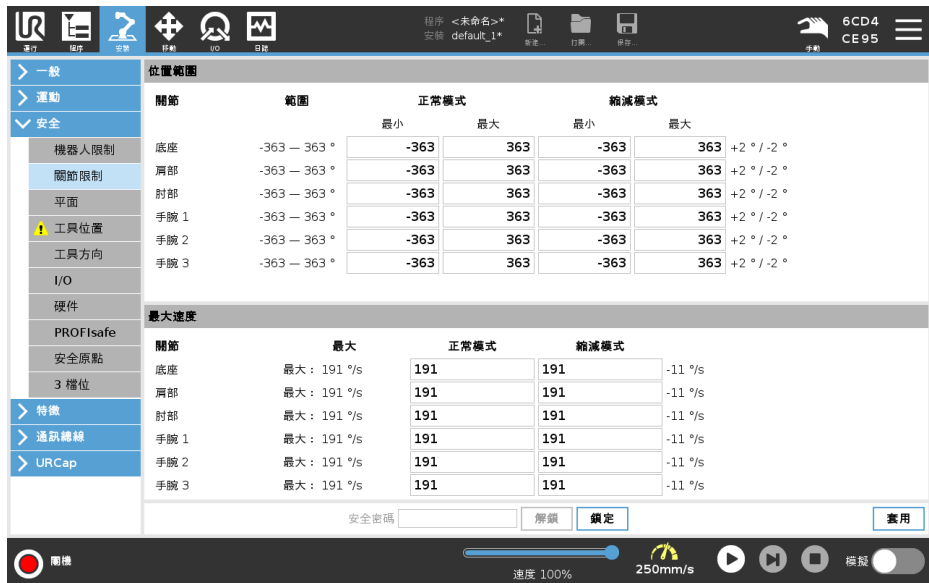 程序 <未命名>*
安裝 default_1*
運行 程序 安裝 移動 I/O 日誌 新建... 打開... 保存... 手動
6CD4
CE95
一般
運動
安全
機器人限制
關節限制
平面
工具位置
工具方向
I/O
硬件
PROFIsafe
安全原點
3 檔位
特徵
通訊總線
URCap
位置範圍
關節 範圍 正常模式 縮減模式
最小 最大 最小 最大
底座 -363 — 363 ° -363 363 -363 363 +2 ° / -2 °
肩部 -363 — 363 ° -363 363 -363 363 +2 ° / -2 °
肘部 -363 — 363 ° -363 363 -363 363 +2 ° / -2 °
手腕 1 -363 — 363 ° -363 363 -363 363 +2 ° / -2 °
手腕 2 -363 — 363 ° -363 363 -363 363 +2 ° / -2 °
手腕 3 -363 — 363 ° -363 363 -363 363 +2 ° / -2 °
最大速度
關節 最大 正常模式 縮減模式
底座 最大： 191 °/s 191 191 -11 °/s
肩部 最大： 191 °/s 191 191 -11 °/s
肘部 最大： 191 °/s 191 191 -11 °/s
手腕 1 最大： 191 °/s 191 191 -11 °/s
手腕 2 最大： 191 °/s 191 191 -11 °/s
手腕 3 最大： 191 °/s 191 191 -11 °/s
安全密碼 解鎖 鎖定 套用
關機 速度 100% 250mm/s 模擬